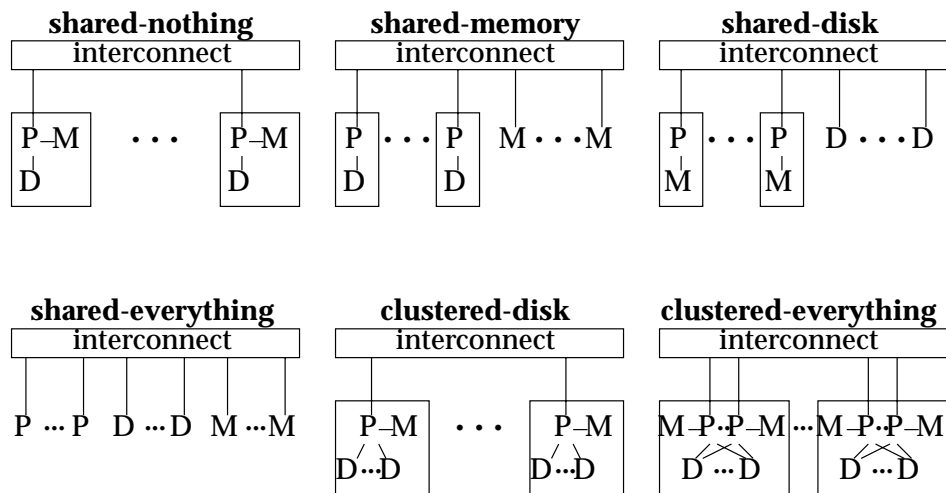 shared-nothing shared-memory shared-disk
interconnect interconnect interconnect
P–M • • • P–M P • • • P M • • • M P • • • P D • • • D
D D D D M M
shared-everything clustered-disk clustered-everything
interconnect interconnect interconnect
P ••• P D ••• D M ••• M P–M • • • P–M M–P••P–M ••• M–P••P–M
D•••D D•••D D •••D D •••D